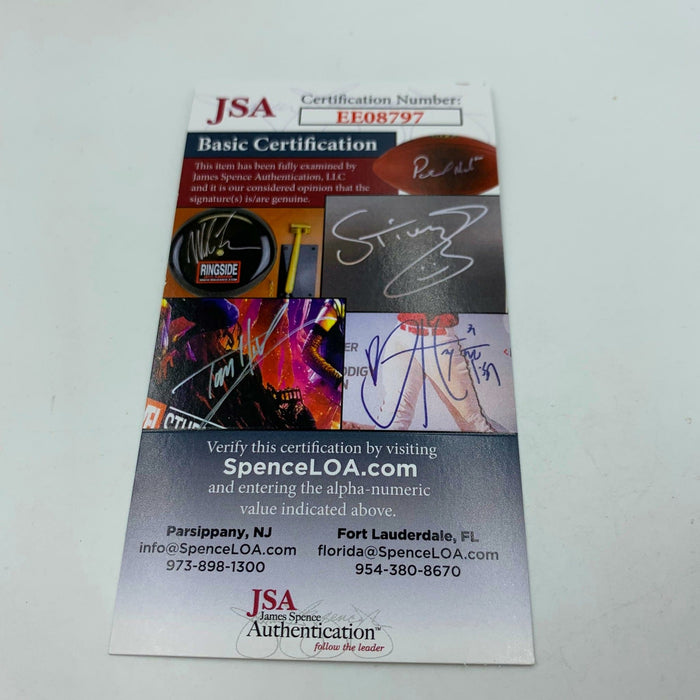 JSA
Certification Number:
EE08797
Basic Certification
This item has been fully examined by
James Spence Authentication, LLC
and it is our considered opinion that the
signature(s) is/are genuine.
RINGSIDE
Verify this certification by visiting
SpenceLOA.com
and entering the alpha-numeric
value indicated above.
Parsippany, NJ
info@SpenceLOA.com
973-898-1300
Fort Lauderdale, FL
florida@SpenceLOA.com
954-380-8670
JSA
James Spence
Authentication™
follow the leader